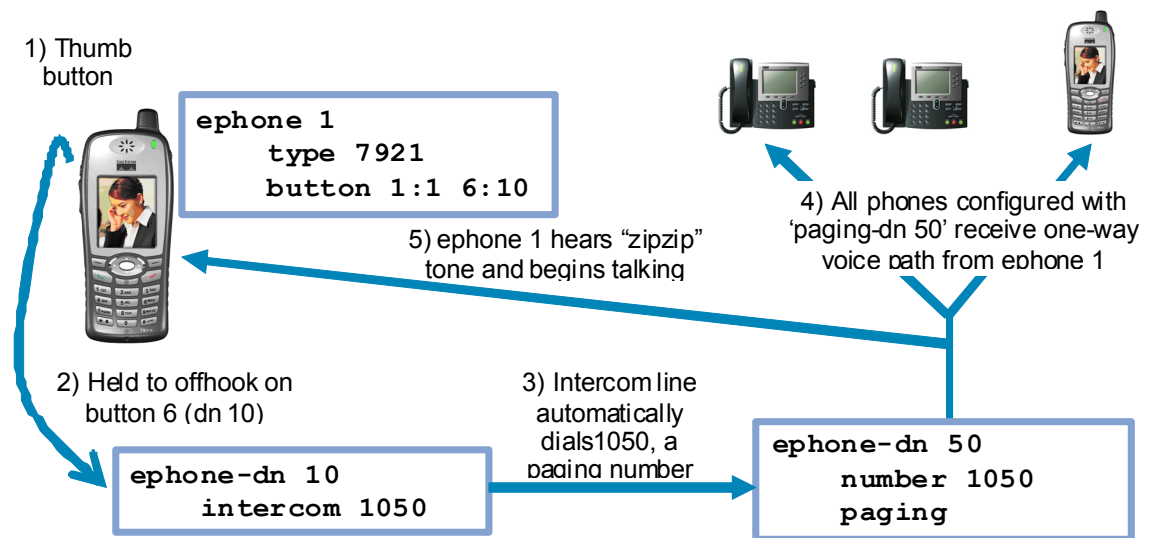 1) Thumb
button
ephone 1
type 7921
button 1:1 6:10
4) All phones configured with
‘paging-dn 50’ receive one-way
voice path from ephone 1
5) ephone 1 hears “zipzip”
tone and begins talking
2) Held to offhook on
button 6 (dn 10)
3) Intercom line
automatically
dials1050, a
paging number
ephone-dn 10
intercom 1050
ephone-dn 50
number 1050
paging